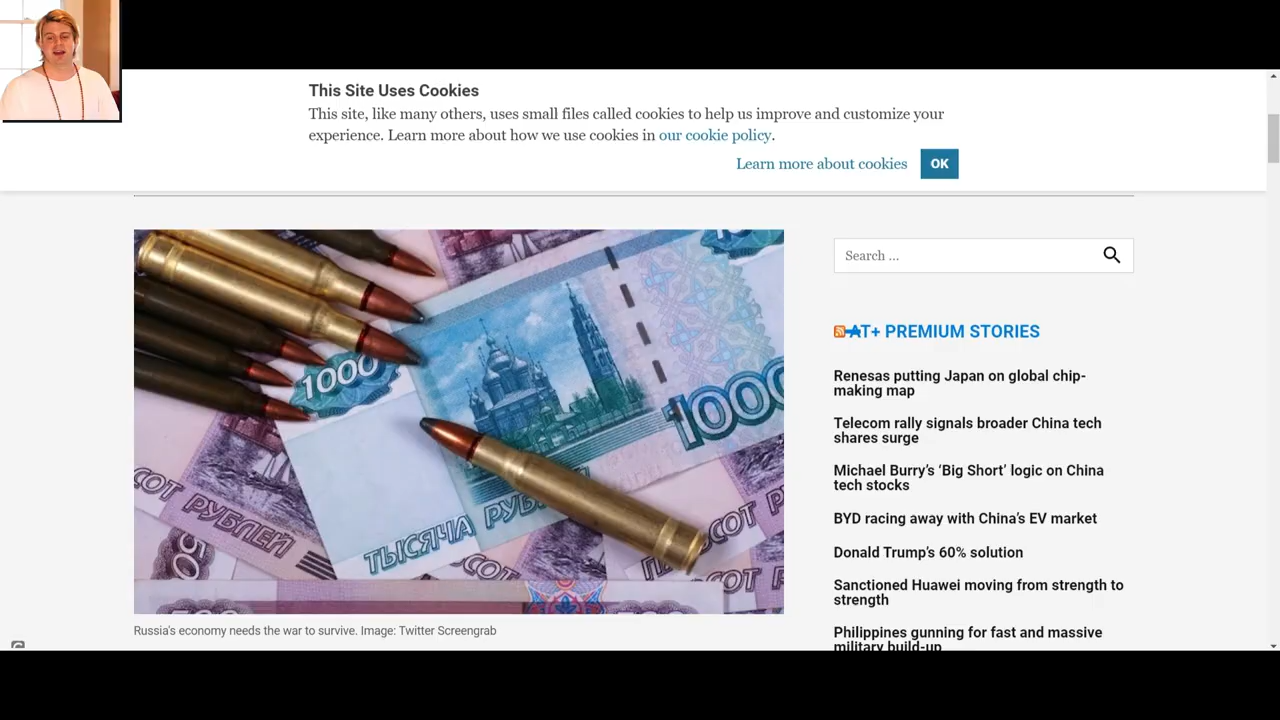 This Site Uses Cookies
This site, like many others, uses small files called cookies to help us improve and customize your
experience. Learn more about how we use cookies in our cookie policy.
Learn more about cookies
OK
1000
1000
ТЫСЯЧА РУБЛЕЙ
СОТ РУБЛЕЙ
500
Search ...
AT+ PREMIUM STORIES
Renesas putting Japan on global chip-
making map
Telecom rally signals broader China tech
shares surge
Michael Burry’s ‘Big Short’ logic on China
tech stocks
BYD racing away with China’s EV market
Donald Trump’s 60% solution
Sanctioned Huawei moving from strength to
strength
Philippines gunning for fast and massive
military build-up
Russia's economy needs the war to survive. Image: Twitter Screengrab